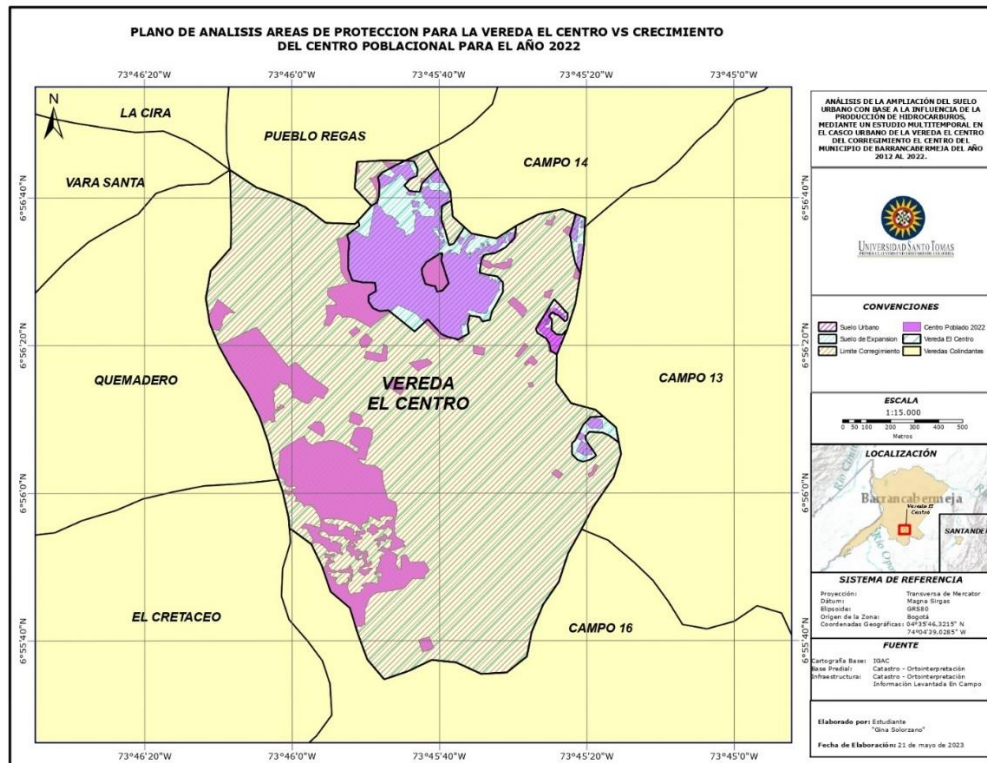 PLANO DE ANALISIS AREAS DE PROTECCION PARA LA VEREDA EL CENTRO VS CRECIMIENTO
DEL CENTRO POBLACIONAL PARA EL AÑO 2022
73°46'20"W 73°46'0"W 73°45'40"W 73°45'20"W 73°45'0"W
N
LA CIRA
PUEBLO REGAS
CAMPO 14
VARA SANTA
6°56'40"N
6°56'40"N
6°56'20"N
6°56'20"N
QUEMADERO
VEREDA
EL CENTRO
CAMPO 13
6°56'0"N
6°56'0"N
EL CRETACEO
CAMPO 16
6°55'40"N
6°55'40"N
73°46'20"W 73°46'0"W 73°45'40"W 73°45'20"W 73°45'0"W
ANÁLISIS DE LA AMPLIACIÓN DEL SUELO
URBANO CON BASE A LA INFLUENCIA DE LA
PRODUCCIÓN DE HIDROCARBUROS,
MEDIANTE UN ESTUDIO MULTITEMPORAL EN
EL CASCO URBANO DE LA VEREDA EL CENTRO
DEL CORREGIMIENTO EL CENTRO DEL
MUNICIPIO DE BARRANCABERMEJA DEL AÑO
2012 AL 2022.
UNIVERSIDAD SANTO TOMAS
CONVENCIONES
Suelo Urbano
Centro Poblado 2022
Suelo de Expansion
Vereda El Centro
Limite Corregimiento
Veredas Colindantes
ESCALA
1:15.000
0 50 100 200 300 400 500
Metros
LOCALIZACIÓN
Barrancabermeja
Vereda El
Centro
SANTANDER
SISTEMA DE REFERENCIA
Proyección: Transversa de Mercator
Dátum: Magna Sirgas
Elipsoide: GRS80
Origen de la Zona: Bogotá
Coordenadas Geográficas: 04°35'46,3215" N
74°04'39,0285" W
FUENTE
Cartografia Base: IGAC
Base Predial: Catastro - Ortointerpretación
Infraestructura: Catastro - Ortointerpretación
Información Levantada En Campo
Elaborado por: Estudiante
"Gina Solorzano"
Fecha de Elaboración: 21 de mayo de 2023